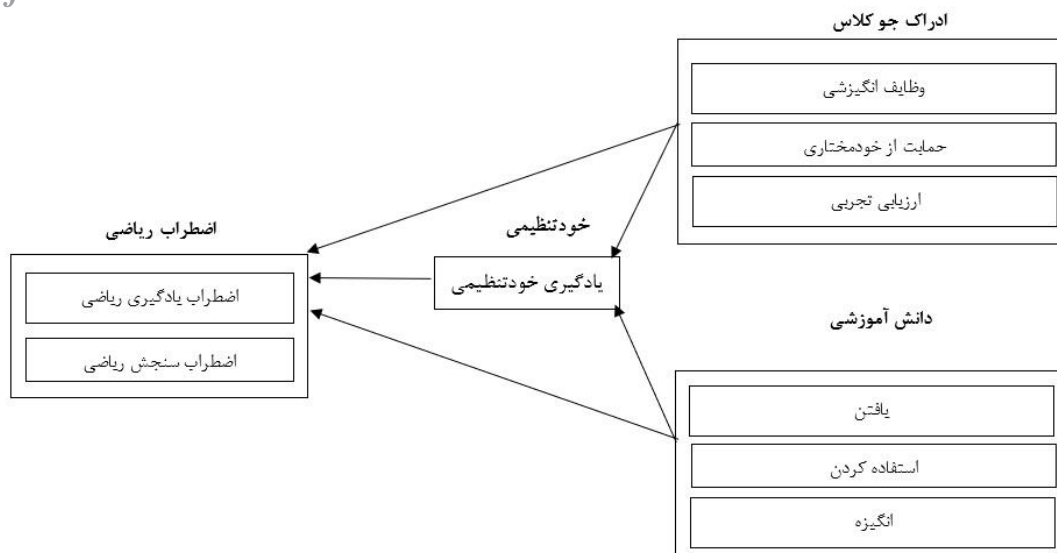 ادراک جو کلاس
وظایف انگیزشی
حمایت از خودمختاری
ارزیابی تجربی
خودتنظیمی
یادگیری خودتنظیمی
اضطراب ریاضی
اضطراب یادگیری ریاضی
اضطراب سنجش ریاضی
دانش آموزشی
یافتن
استفاده کردن
انگیزه